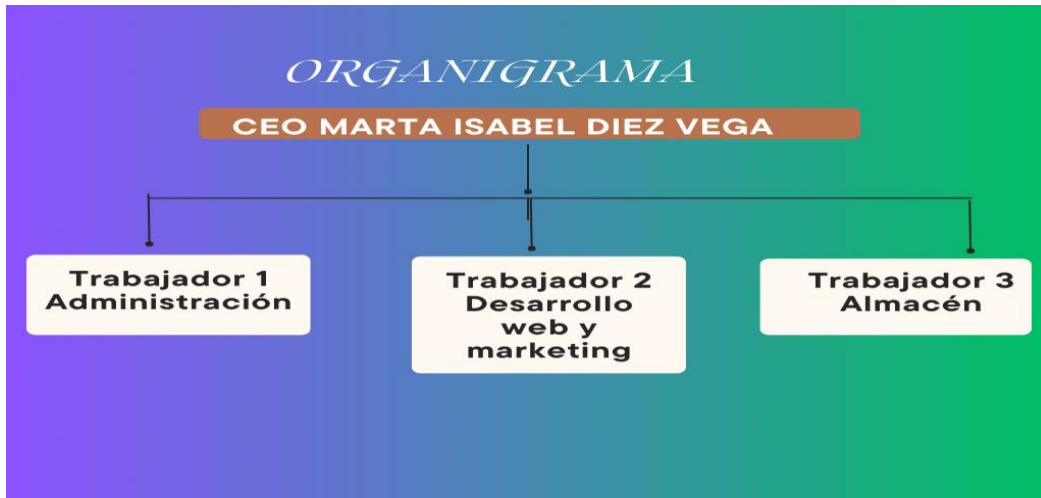 ORGANIGRAMA
CEO MARTA ISABEL DIEZ VEGA
Trabajador 1
Administración
Trabajador 2
Desarrollo
web y
marketing
Trabajador 3
Almacén